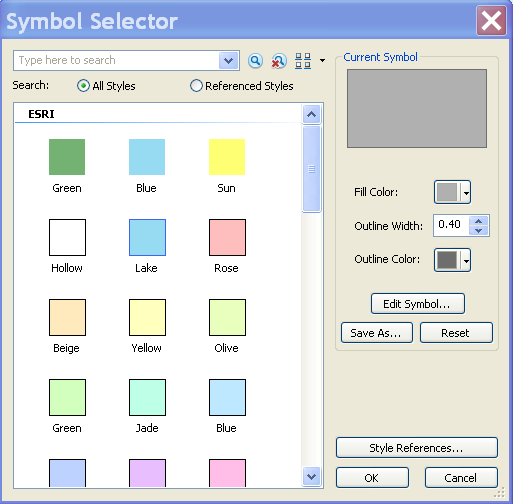 Symbol Selector
Type here to search
Search: All Styles Referenced Styles
ESRI
Green Blue Sun
Hollow Lake Rose
Beige Yellow Olive
Green Jade Blue
Current Symbol
Fill Color:
Outline Width: 0.40
Outline Color:
Edit Symbol...
Save As... Reset
Style References...
OK Cancel